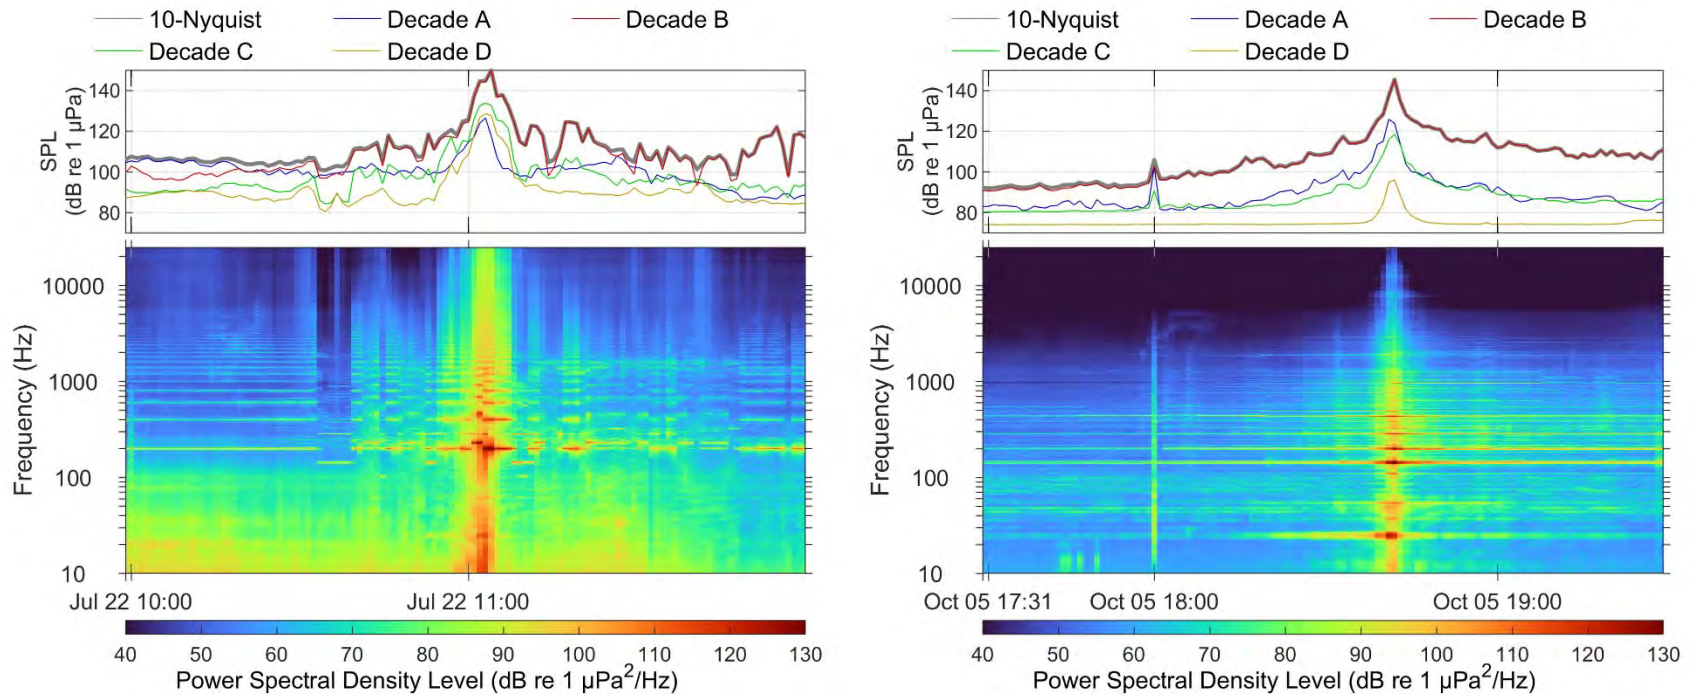 10-Nyquist Decade A Decade B
Decade C Decade D
SPL
(dB re 1 µPa)
140
120
100
80
Frequency (Hz)
10000
1000
100
10
Jul 22 10:00 Jul 22 11:00
40 50 60 70 80 90 100 110 120 130
Power Spectral Density Level (dB re 1 µPa²/Hz)
10-Nyquist Decade A Decade B
Decade C Decade D
SPL
(dB re 1 µPa)
140
120
100
80
Frequency (Hz)
10000
1000
100
10
Oct 05 17:31 Oct 05 18:00 Oct 05 19:00
40 50 60 70 80 90 100 110 120 130
Power Spectral Density Level (dB re 1 µPa²/Hz)